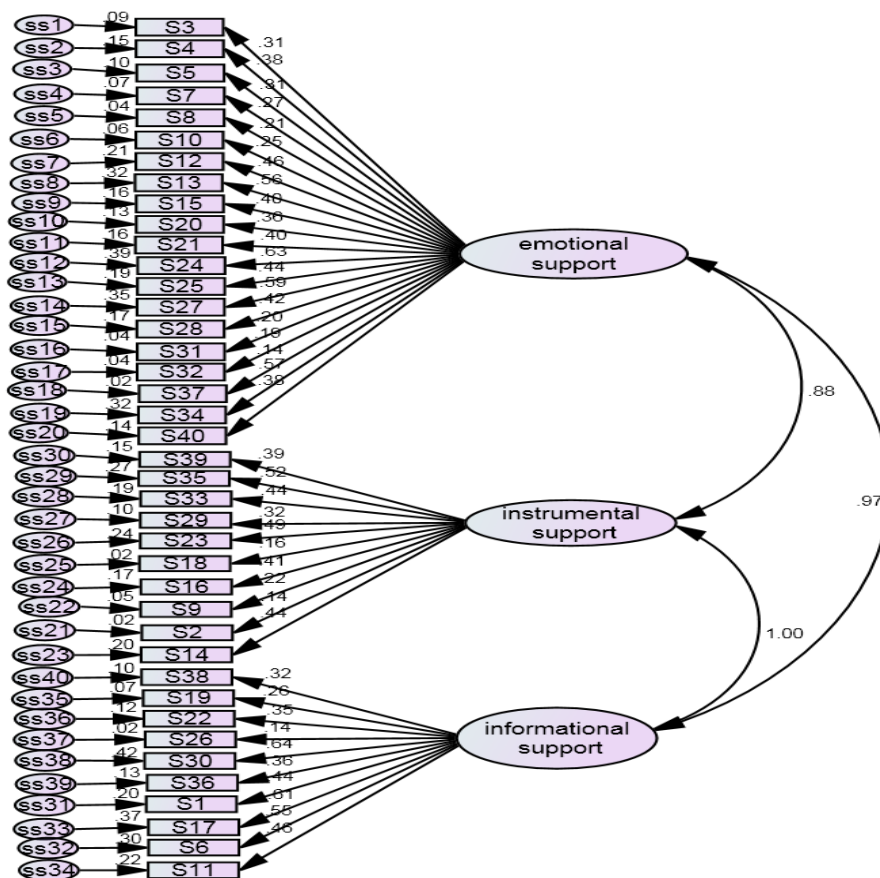 ss1 .09 S3 .31
ss2 .15 S4 .38
ss3 .10 S5 .31
ss4 .07 S7 .27
ss5 .04 S8 .21
ss6 .06 S10 .25
ss7 .21 S12 .46
ss8 .32 S13 .56
ss9 .16 S15 .40
ss10 .13 S20 .36
ss11 .16 S21 .40
ss12 .39 S24 .63
ss13 .19 S25 .44
ss14 .35 S27 .59
ss15 .17 S28 .42
ss16 .04 S31 .20
ss17 .04 S32 .19
ss18 .02 S37 .14
ss19 .32 S34 .57
ss20 .14 S40 .38
emotional
support
.88
.97
ss30 .15 S39 .39
ss29 .27 S35 .52
ss28 .19 S33 .44
ss27 .10 S29 .32
ss26 .24 S23 .49
ss25 .02 S18 .16
ss24 .17 S16 .41
ss22 .05 S9 .22
ss21 .02 S2 .14
ss23 .20 S14 .44
instrumental
support
1.00
ss40 .10 S38 .32
ss35 .07 S19 .26
ss36 .12 S22 .35
ss37 .02 S26 .14
ss38 .42 S30 .64
ss39 .13 S36 .36
ss31 .20 S1 .44
ss33 .37 S17 .61
ss32 .30 S6 .55
ss34 .22 S11 .46
informational
support